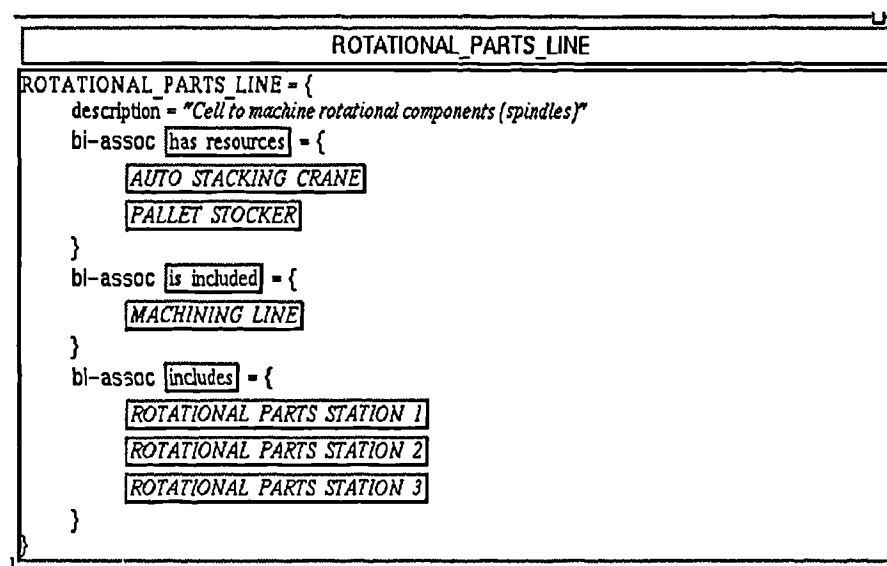 ROTATIONAL_PARTS_LINE
ROTATIONAL_PARTS_LINE = {
description = "Cell to machine rotational components (spindles)"
bi-assoc has resources = {
AUTO STACKING CRANE
PALLET STOCKER
}
bi-assoc is included = {
MACHINING LINE
}
bi-assoc includes = {
ROTATIONAL PARTS STATION 1
ROTATIONAL PARTS STATION 2
ROTATIONAL PARTS STATION 3
}
}